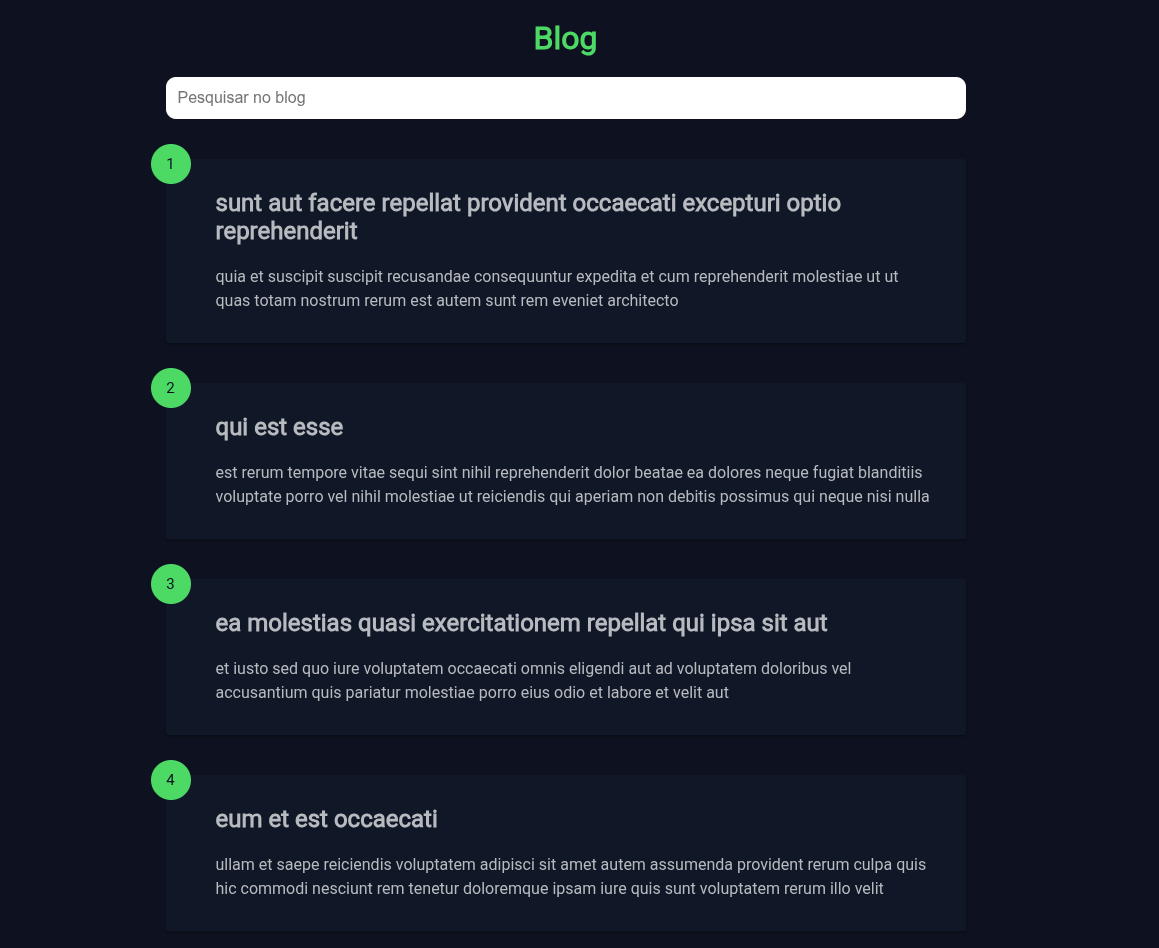 Blog
Pesquisar no blog
1
sunt aut facere repellat provident occaecati excepturi optio
reprehenderit
quia et suscipit suscipit recusandae consequuntur expedita et cum reprehenderit molestiae ut ut
quas totam nostrum rerum est autem sunt rem eveniet architecto
2
qui est esse
est rerum tempore vitae sequi sint nihil reprehenderit dolor beatae ea dolores neque fugiat blanditiis
voluptate porro vel nihil molestiae ut reiciendis qui aperiam non debitis possimus qui neque nisi nulla
3
ea molestias quasi exercitationem repellat qui ipsa sit aut
et iusto sed quo iure voluptatem occaecati omnis eligendi aut ad voluptatem doloribus vel
accusantium quis pariatur molestiae porro eius odio et labore et velit aut
4
eum et est occaecati
ullam et saepe reiciendis voluptatem adipisci sit amet autem assumenda provident rerum culpa quis
hic commodi nesciunt rem tenetur doloremque ipsam iure quis sunt voluptatem rerum illo velit